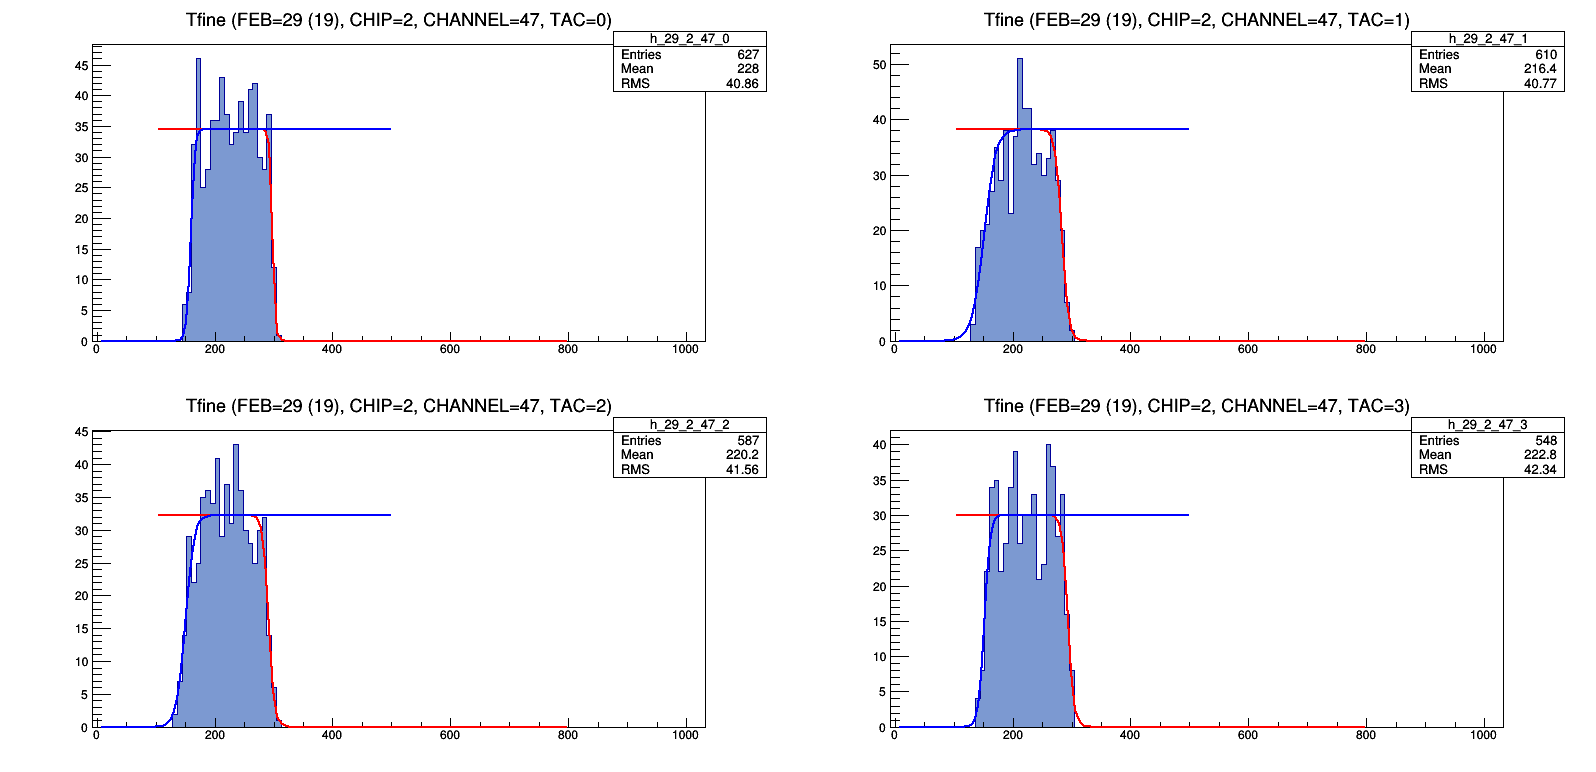 Tfine (FEB=29 (19), CHIP=2, CHANNEL=47, TAC=0)
h_29_2_47_0
Entries 627
Mean 228
RMS 40.86
45
40
35
30
25
20
15
10
5
0
0 200 400 600 800 1000
Tfine (FEB=29 (19), CHIP=2, CHANNEL=47, TAC=1)
h_29_2_47_1
Entries 610
Mean 216.4
RMS 40.77
50
40
30
20
10
0
0 200 400 600 800 1000
Tfine (FEB=29 (19), CHIP=2, CHANNEL=47, TAC=2)
h_29_2_47_2
Entries 587
Mean 220.2
RMS 41.56
45
40
35
30
25
20
15
10
5
0
0 200 400 600 800 1000
Tfine (FEB=29 (19), CHIP=2, CHANNEL=47, TAC=3)
h_29_2_47_3
Entries 548
Mean 222.8
RMS 42.34
40
35
30
25
20
15
10
5
0
0 200 400 600 800 1000